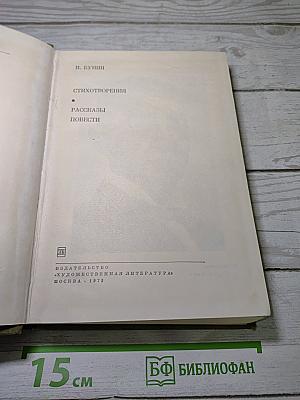 И. БУНИН
СТИХОТВОРЕНИЯ
РАССКАЗЫ
ПОВЕСТИ
ИЗДАТЕЛЬСТВО
«ХУДОЖЕСТВЕННАЯ ЛИТЕРАТУРА»
МОСКВА · 1973
15 см
БФ БИБЛИОФАН